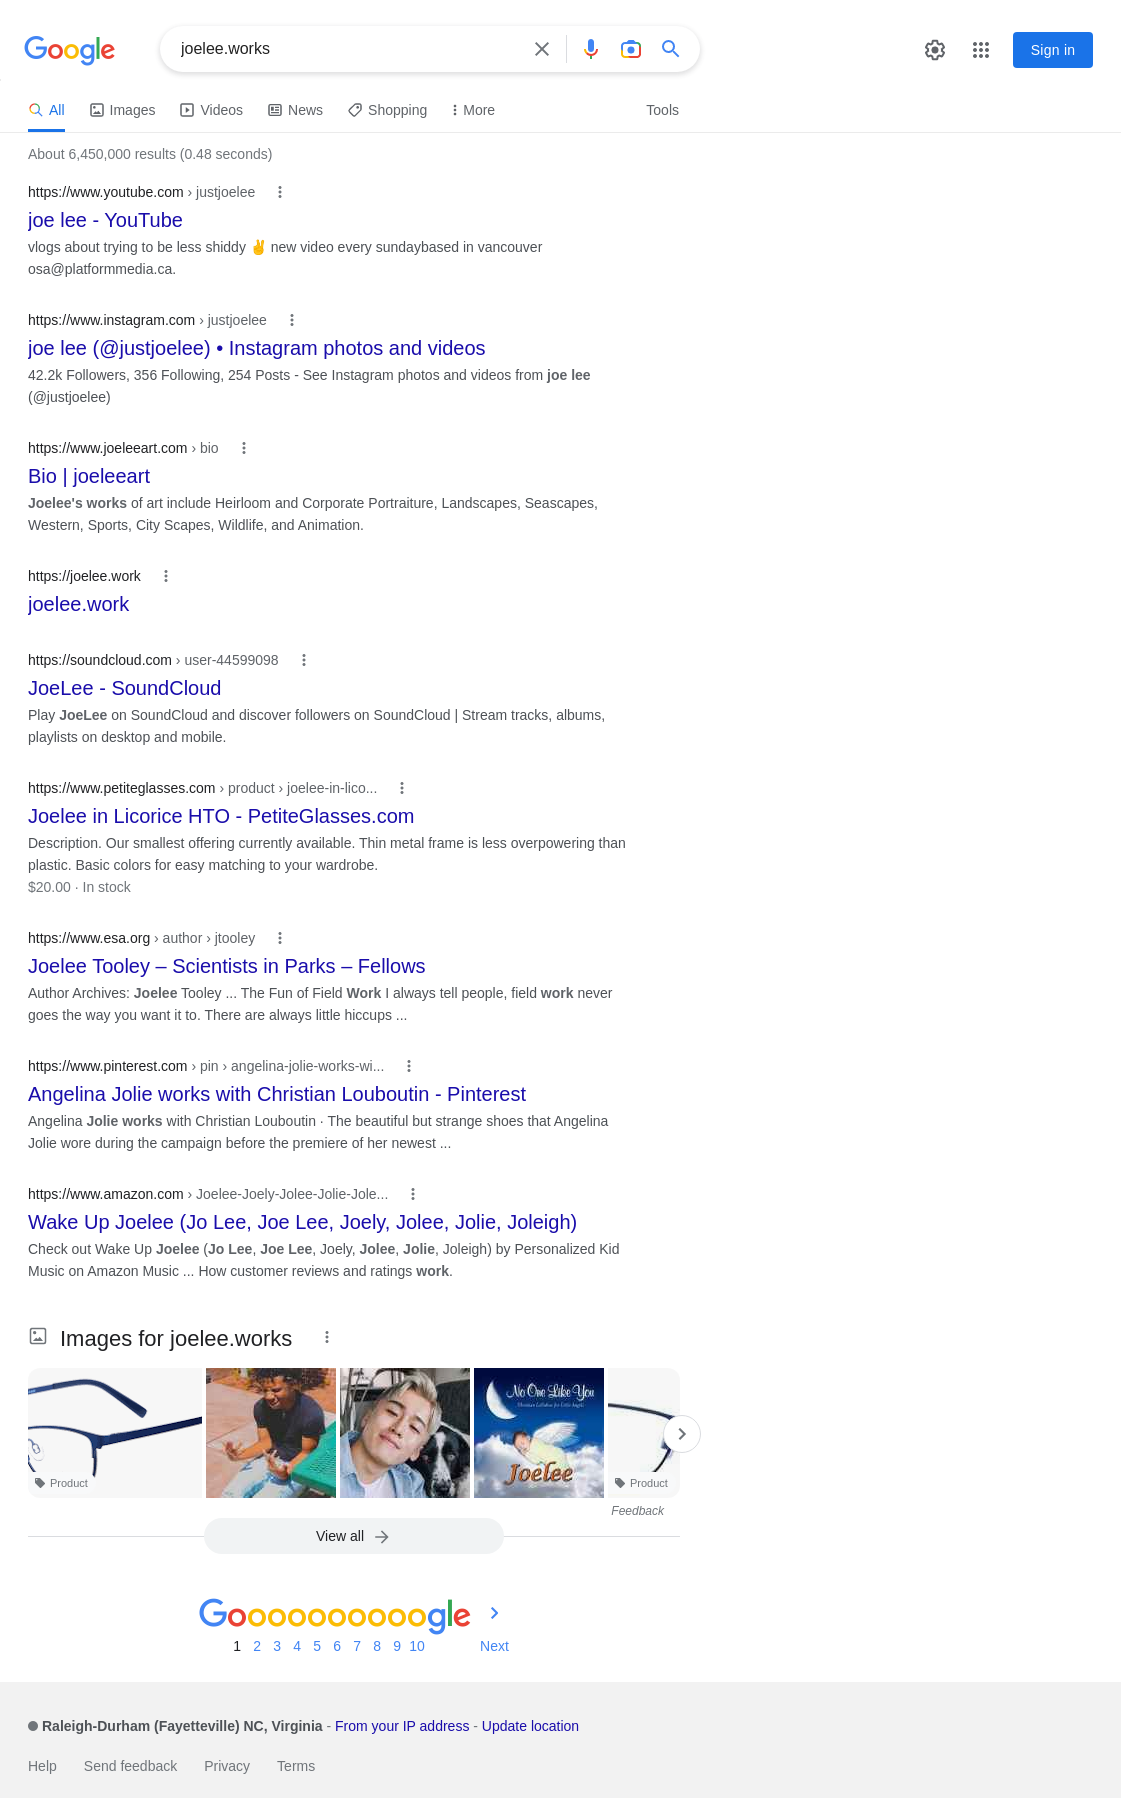 Google
joelee.works
Sign in
All Images Videos News Shopping More Tools
About 6,450,000 results (0.48 seconds)
https://www.youtube.com › justjoelee
joe lee - YouTube
vlogs about trying to be less shiddy ✌️ new video every sundaybased in vancouver
osa@platformmedia.ca.
https://www.instagram.com › justjoelee
joe lee (@justjoelee) • Instagram photos and videos
42.2k Followers, 356 Following, 254 Posts - See Instagram photos and videos from joe lee
(@justjoelee)
https://www.joeleeart.com › bio
Bio | joeleeart
Joelee's works of art include Heirloom and Corporate Portraiture, Landscapes, Seascapes,
Western, Sports, City Scapes, Wildlife, and Animation.
https://joelee.work
joelee.work
https://soundcloud.com › user-44599098
JoeLee - SoundCloud
Play JoeLee on SoundCloud and discover followers on SoundCloud | Stream tracks, albums,
playlists on desktop and mobile.
https://www.petiteglasses.com › product › joelee-in-lico...
Joelee in Licorice HTO - PetiteGlasses.com
Description. Our smallest offering currently available. Thin metal frame is less overpowering than
plastic. Basic colors for easy matching to your wardrobe.
$20.00 · In stock
https://www.esa.org › author › jtooley
Joelee Tooley – Scientists in Parks – Fellows
Author Archives: Joelee Tooley ... The Fun of Field Work I always tell people, field work never
goes the way you want it to. There are always little hiccups ...
https://www.pinterest.com › pin › angelina-jolie-works-wi...
Angelina Jolie works with Christian Louboutin - Pinterest
Angelina Jolie works with Christian Louboutin · The beautiful but strange shoes that Angelina
Jolie wore during the campaign before the premiere of her newest ...
https://www.amazon.com › Joelee-Joely-Jolee-Jolie-Jole...
Wake Up Joelee (Jo Lee, Joe Lee, Joely, Jolee, Jolie, Joleigh)
Check out Wake Up Joelee (Jo Lee, Joe Lee, Joely, Jolee, Jolie, Joleigh) by Personalized Kid
Music on Amazon Music ... How customer reviews and ratings work.
Images for joelee.works
No One Like You
Joelee
Product
Product
Feedback
View all
Goooooooooogle
1 2 3 4 5 6 7 8 9 10 Next
Raleigh-Durham (Fayetteville) NC, Virginia - From your IP address - Update location
Help Send feedback Privacy Terms